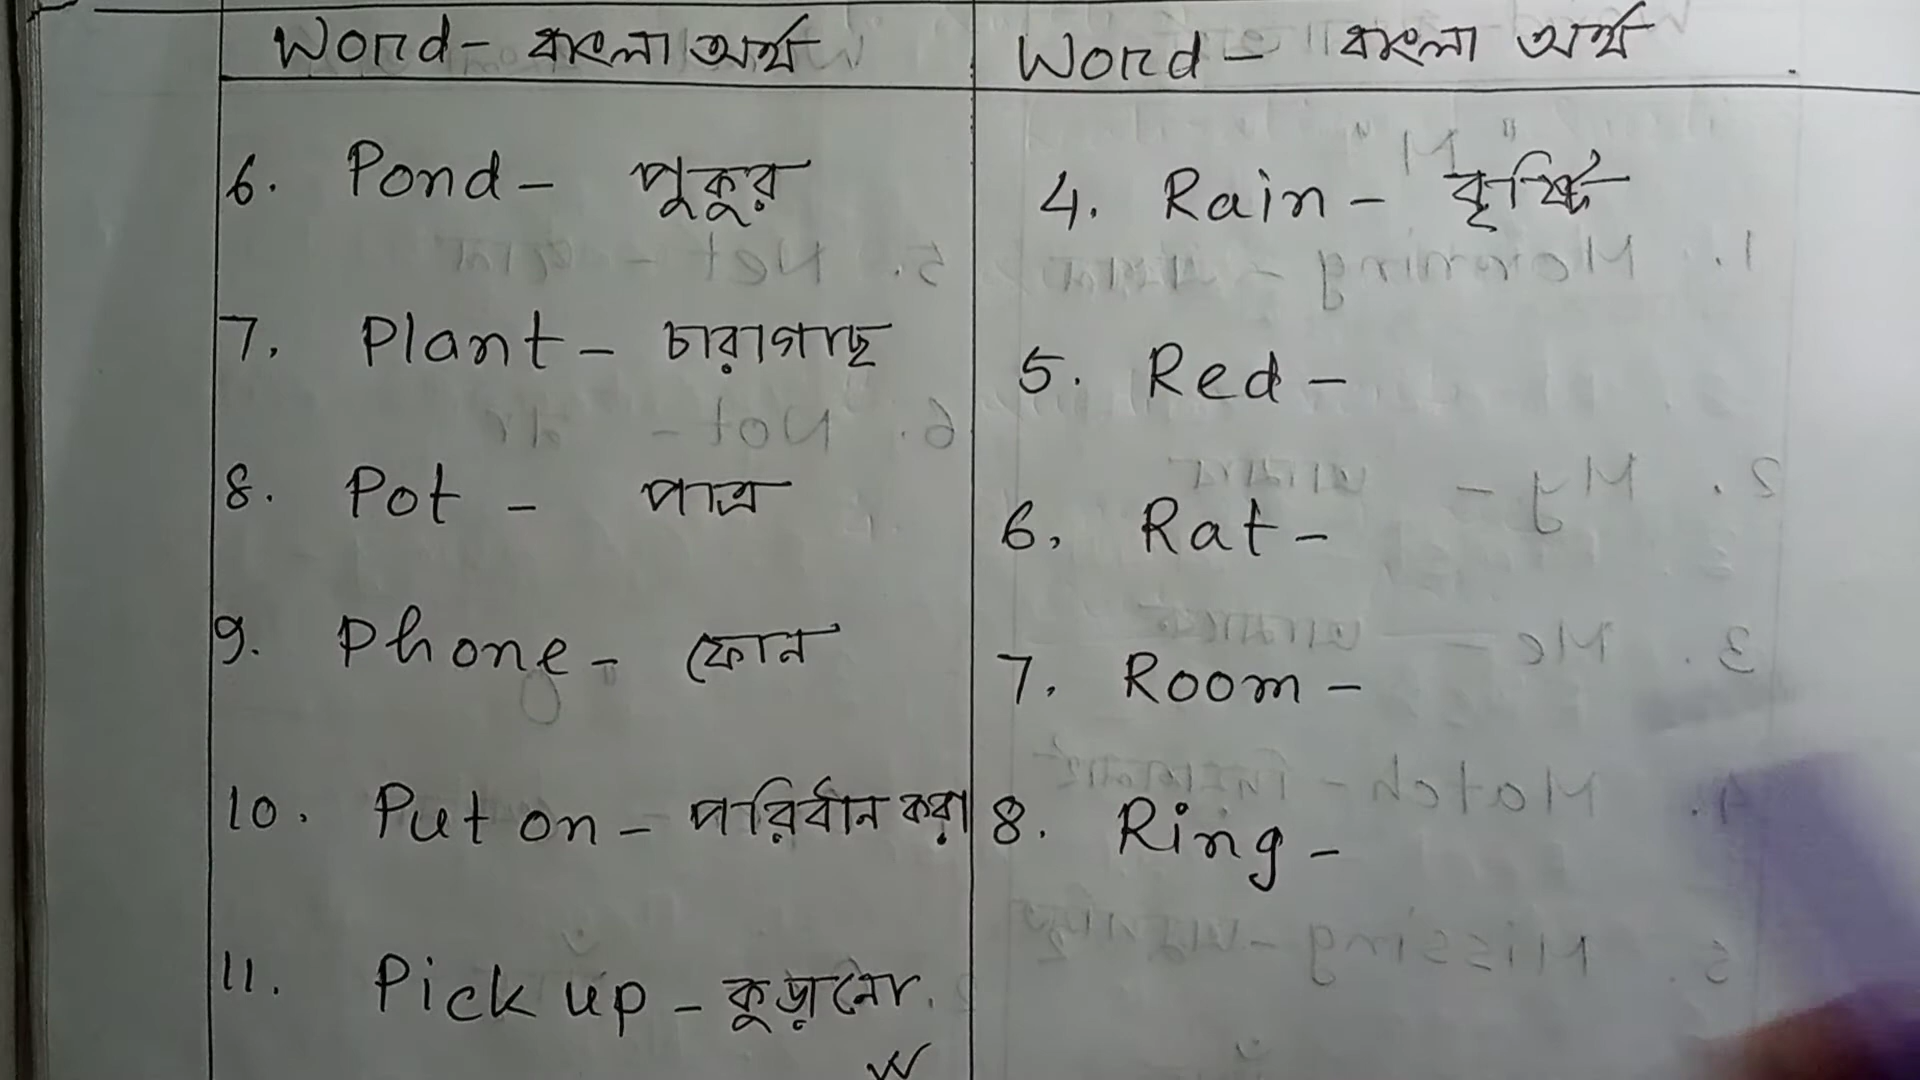 Word- বাংলা অর্থ
6. Pond - পুকুর
7. Plant - চারাগাছ
8. Pot - পাত্র
9. Phone - ফোন
10. Put on - পরিধান করা
11. Pick up - কুড়ানো
Word - বাংলা অর্থ
4. Rain - বৃষ্টি
5. Red -
6. Rat -
7. Room -
8. Ring -